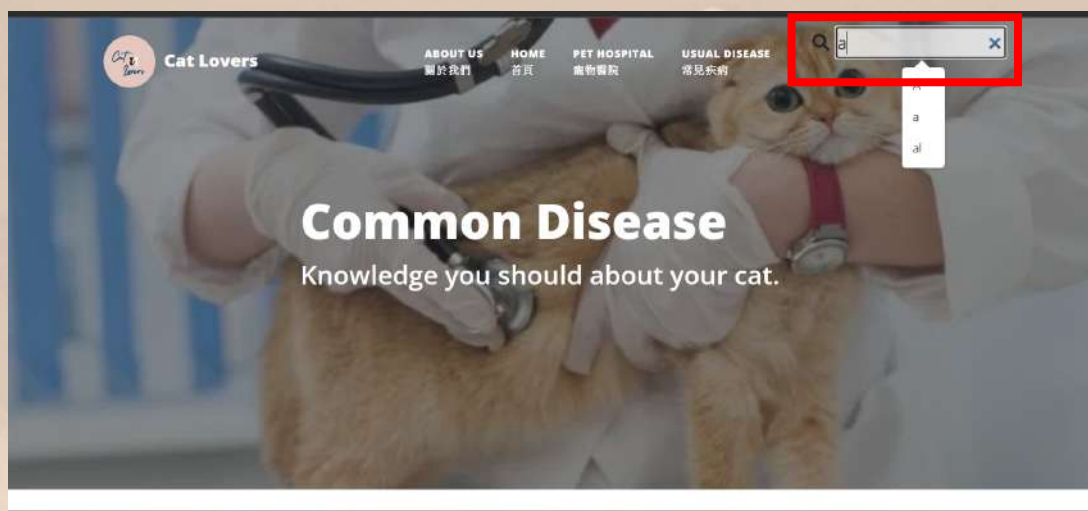 Cat Lovers
ABOUT US
關於我們
HOME
首頁
PET HOSPITAL
寵物醫院
USUAL DISEASE
常見疾病
a
a
al
Common Disease
Knowledge you should about your cat.